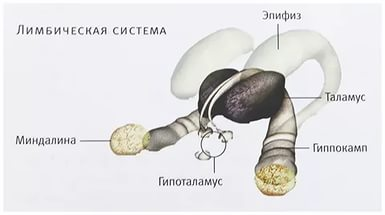 Лимбическая система
Эпифиз
Таламус
Миндалина
Гиппокамп
Гипоталамус